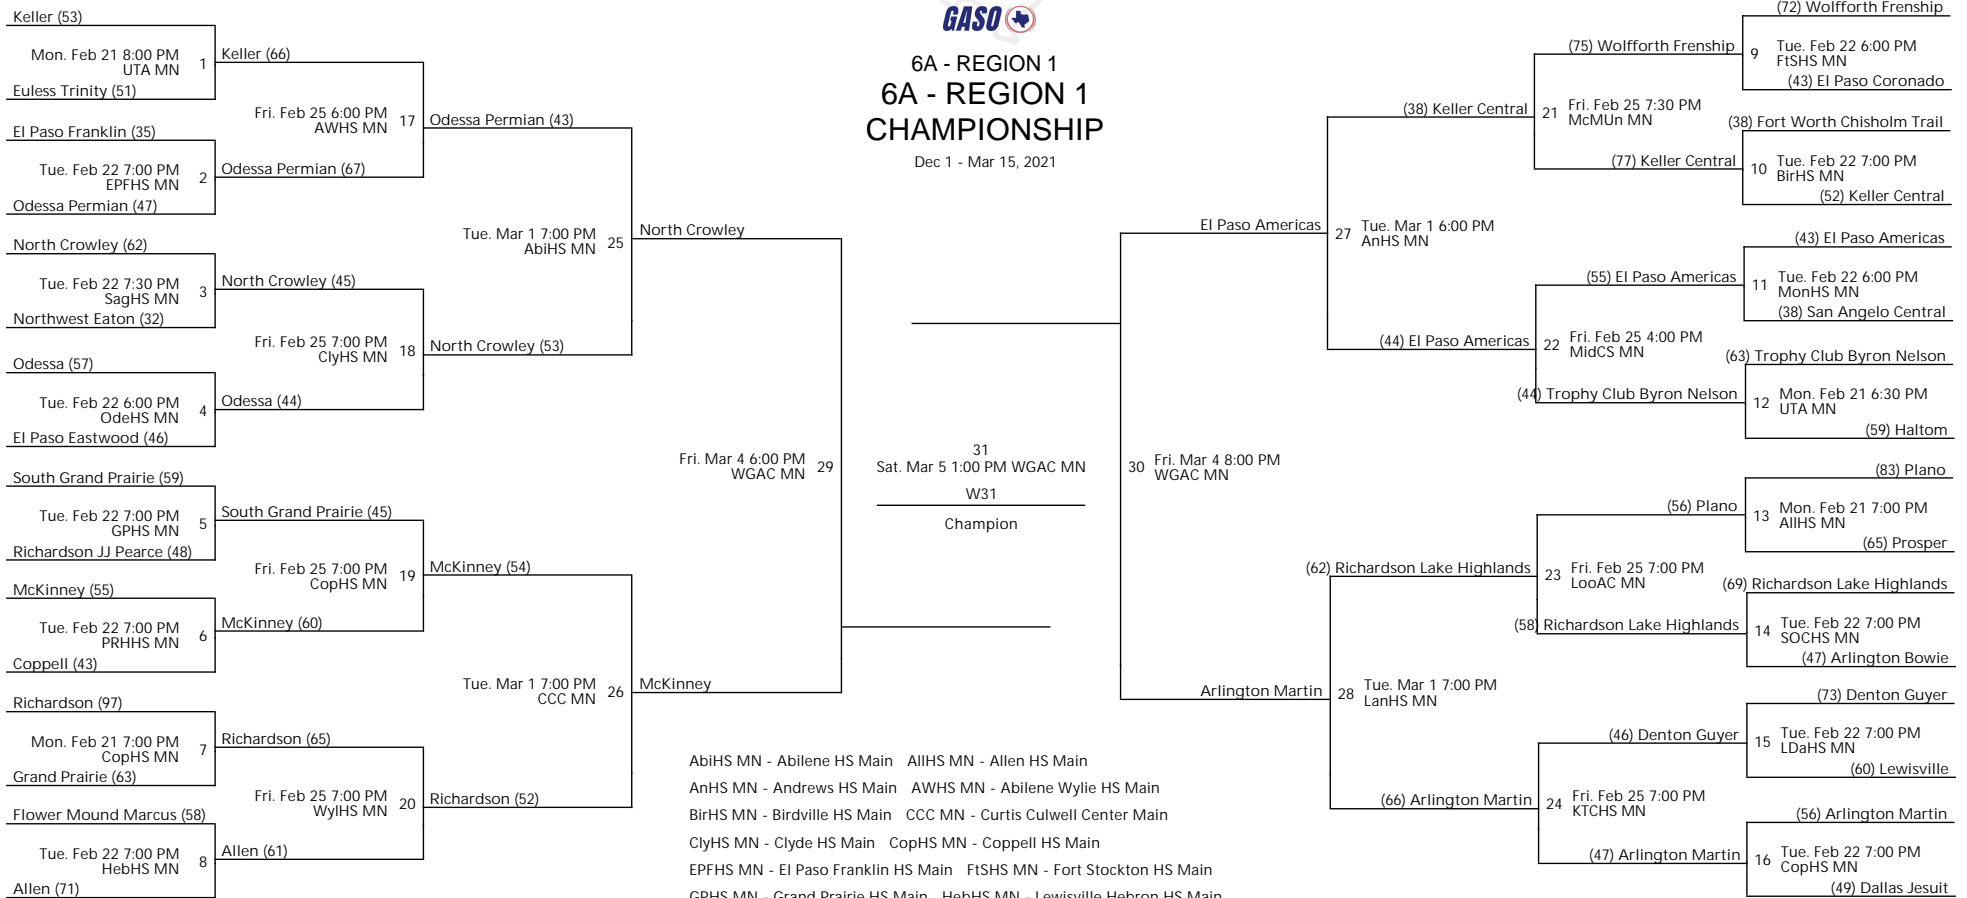 GASO
6A - REGION 1
6A - REGION 1
CHAMPIONSHIP
Dec 1 - Mar 15, 2021
Keller (53)
Mon. Feb 21 8:00 PM
UTA MN
1
Euless Trinity (51)
Keller (66)
El Paso Franklin (35)
Tue. Feb 22 7:00 PM
EPFHS MN
2
Odessa Permian (47)
Odessa Permian (67)
Fri. Feb 25 6:00 PM
AWHS MN
17
Odessa Permian (43)
North Crowley (62)
Tue. Feb 22 7:30 PM
SagHS MN
3
Northwest Eaton (32)
North Crowley (45)
Odessa (57)
Tue. Feb 22 6:00 PM
OdeHS MN
4
El Paso Eastwood (46)
Odessa (44)
Fri. Feb 25 7:00 PM
ClyHS MN
18
North Crowley (53)
Tue. Mar 1 7:00 PM
AbiHS MN
25
North Crowley
South Grand Prairie (59)
Tue. Feb 22 7:00 PM
GPHS MN
5
Richardson JJ Pearce (48)
South Grand Prairie (45)
McKinney (55)
Tue. Feb 22 7:00 PM
PRHHS MN
6
Coppell (43)
McKinney (60)
Fri. Feb 25 7:00 PM
CopHS MN
19
McKinney (54)
Richardson (97)
Mon. Feb 21 7:00 PM
CopHS MN
7
Grand Prairie (63)
Richardson (65)
Flower Mound Marcus (58)
Tue. Feb 22 7:00 PM
HebHS MN
8
Allen (71)
Allen (61)
Fri. Feb 25 7:00 PM
WylHS MN
20
Richardson (52)
Tue. Mar 1 7:00 PM
CCC MN
26
McKinney
Fri. Mar 4 6:00 PM
WGAC MN
29
31
Sat. Mar 5 1:00 PM WGAC MN
W31
Champion
(72) Wolfforth Frenship
9
Tue. Feb 22 6:00 PM
FtSHS MN
(43) El Paso Coronado
(75) Wolfforth Frenship
(38) Fort Worth Chisholm Trail
10
Tue. Feb 22 7:00 PM
BirHS MN
(52) Keller Central
(77) Keller Central
21
Fri. Feb 25 7:30 PM
McMUn MN
(38) Keller Central
(43) El Paso Americas
11
Tue. Feb 22 6:00 PM
MonHS MN
(38) San Angelo Central
(55) El Paso Americas
(63) Trophy Club Byron Nelson
12
Mon. Feb 21 6:30 PM
UTA MN
(59) Haltom
(44) Trophy Club Byron Nelson
22
Fri. Feb 25 4:00 PM
MidCS MN
(44) El Paso Americas
27
Tue. Mar 1 6:00 PM
AnHS MN
El Paso Americas
(83) Plano
13
Mon. Feb 21 7:00 PM
AllHS MN
(65) Prosper
(56) Plano
(69) Richardson Lake Highlands
14
Tue. Feb 22 7:00 PM
SOCHS MN
(47) Arlington Bowie
(58) Richardson Lake Highlands
23
Fri. Feb 25 7:00 PM
LooAC MN
(62) Richardson Lake Highlands
(73) Denton Guyer
15
Tue. Feb 22 7:00 PM
LDaHS MN
(60) Lewisville
(46) Denton Guyer
(56) Arlington Martin
16
Tue. Feb 22 7:00 PM
CopHS MN
(49) Dallas Jesuit
(47) Arlington Martin
24
Fri. Feb 25 7:00 PM
KTCHS MN
(66) Arlington Martin
28
Tue. Mar 1 7:00 PM
LanHS MN
Arlington Martin
30
Fri. Mar 4 8:00 PM
WGAC MN
AbiHS MN - Abilene HS Main AllHS MN - Allen HS Main
AnHS MN - Andrews HS Main AWHS MN - Abilene Wylie HS Main
BirHS MN - Birdville HS Main CCC MN - Curtis Culwell Center Main
ClyHS MN - Clyde HS Main CopHS MN - Coppell HS Main
EPFHS MN - El Paso Franklin HS Main FtSHS MN - Fort Stockton HS Main
GPHS MN - Grand Prairie HS Main HebHS MN - Lewisville Hebron HS Main